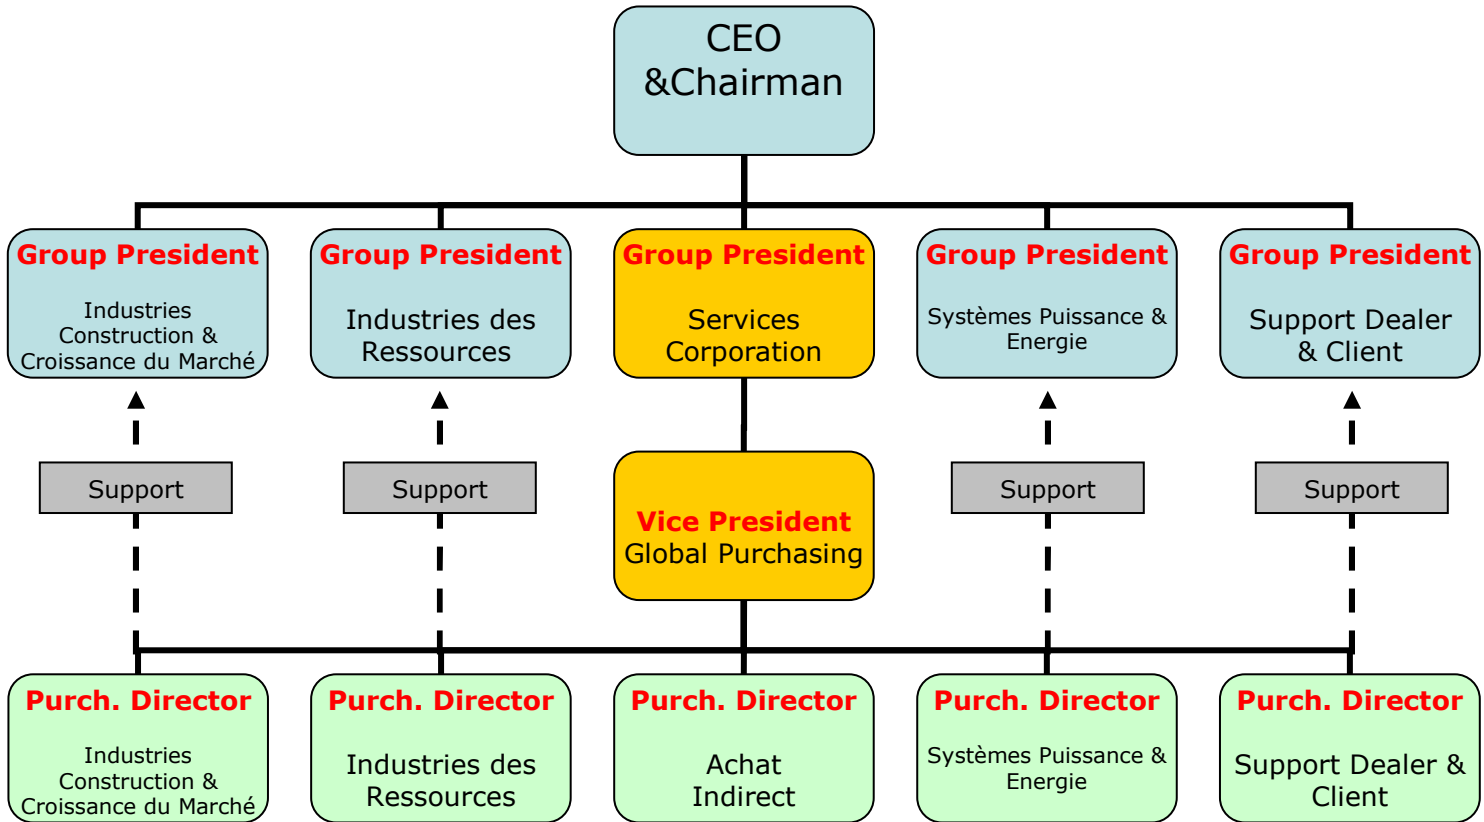 CEO
&Chairman
Group President
Industries
Construction &
Croissance du Marché
Group President
Industries des
Ressources
Group President
Services
Corporation
Group President
Systèmes Puissance &
Energie
Group President
Support Dealer
& Client
Support
Support
Vice President
Global Purchasing
Support
Support
Purch. Director
Industries
Construction &
Croissance du Marché
Purch. Director
Industries des
Ressources
Purch. Director
Achat
Indirect
Purch. Director
Systèmes Puissance &
Energie
Purch. Director
Support Dealer &
Client